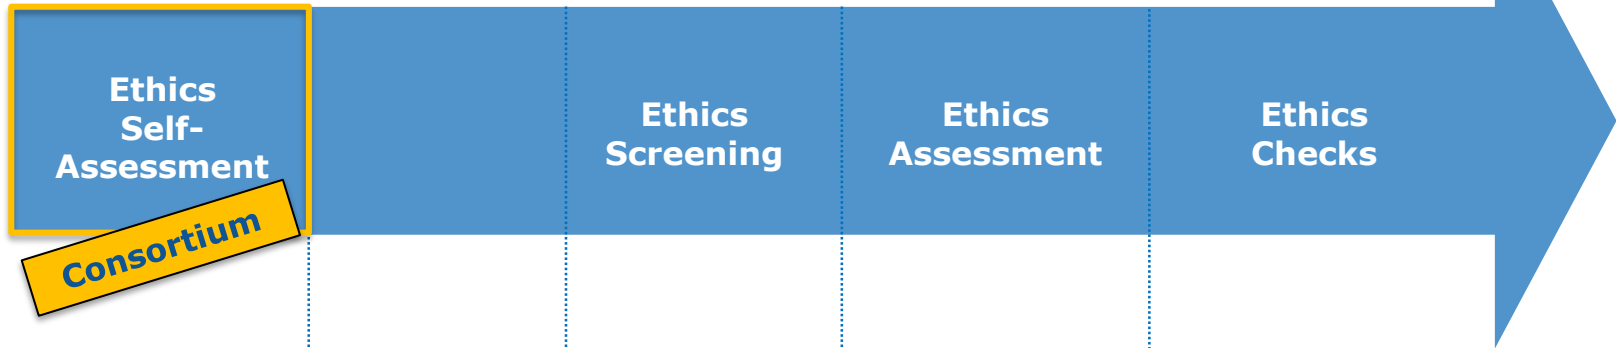 Ethics
Self-
Assessment
Consortium
Ethics
Screening
Ethics
Assessment
Ethics
Checks